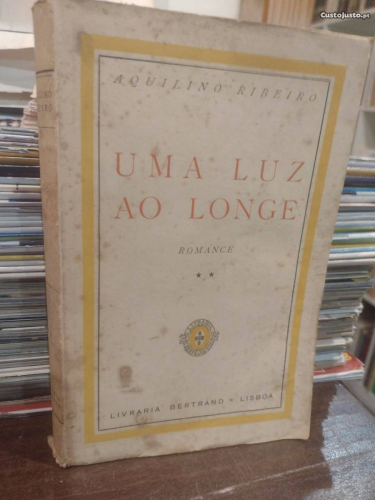 CustoJusto.pt
AQUILINO RIBEIRO
UMA LUZ
AO LONGE
ROMANCE
* *
LIVRARIA BERTRAND • LISBOA